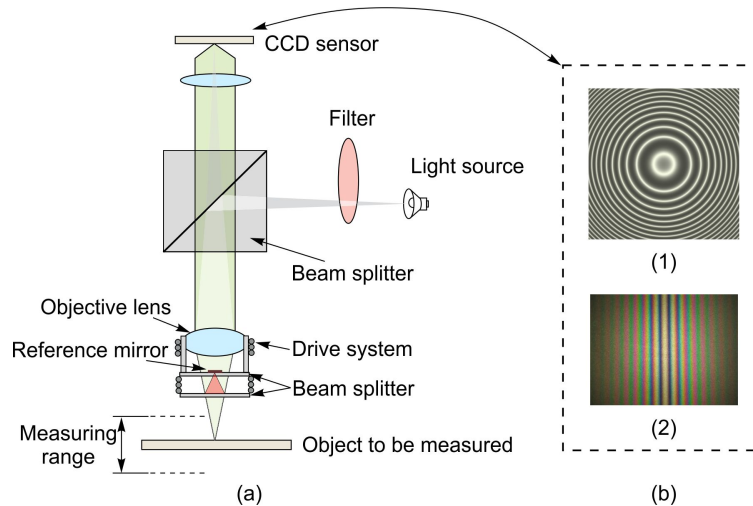 CCD sensor
Filter
Light source
Beam splitter
Objective lens
Reference mirror
Drive system
Beam splitter
Measuring
range
Object to be measured
(a)
(1)
(2)
(b)